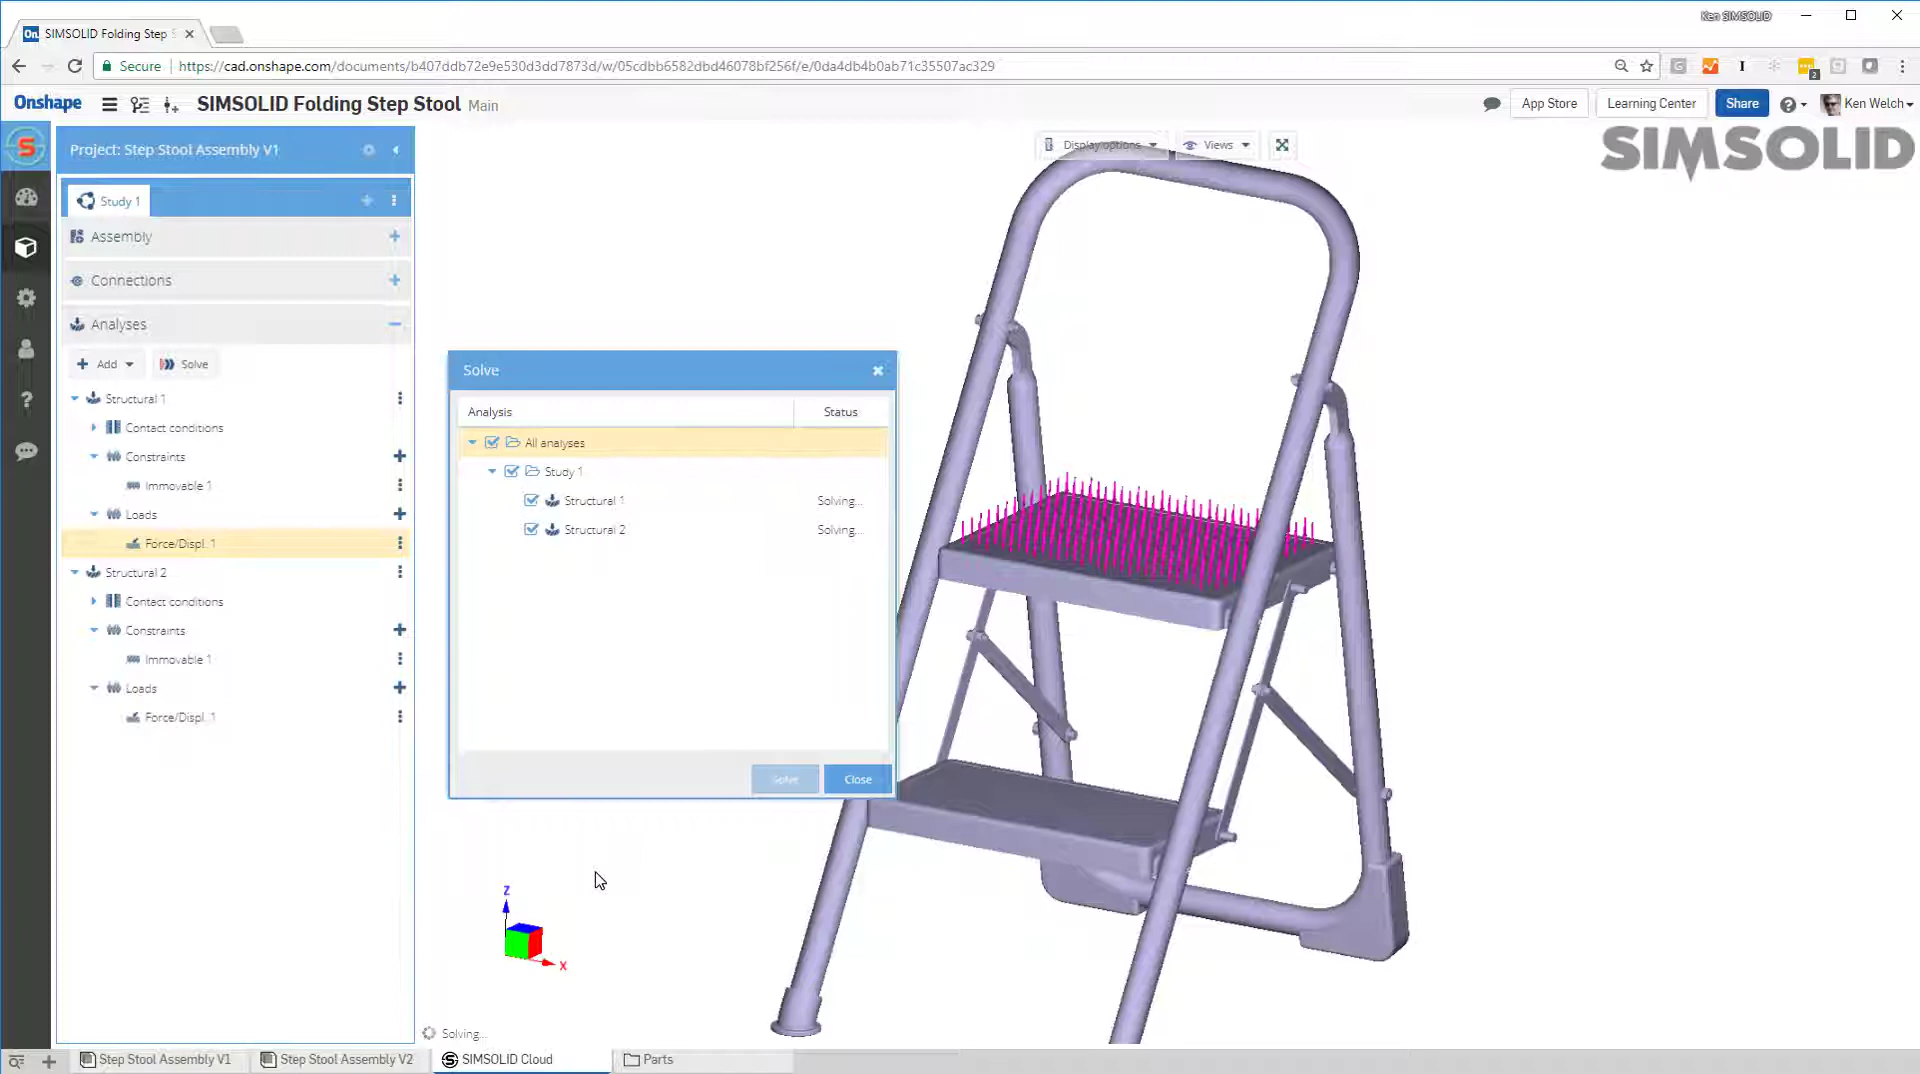 Ken SIMSOLID
On. SIMSOLID Folding Step S
Secure https://cad.onshape.com/documents/b407ddb72e9e530d3dd7873d/w/05cdbb6582dbd46078bf256f/e/0da4db4b0ab71c35507ac329
2
Onshape SIMSOLID Folding Step Stool Main App Store Learning Center Share Ken Welch
S Project: Step Stool Assembly V1 Display options Views SIMSOLID
Study 1
Assembly
Connections
Analyses
Add Solve
Structural 1
Contact conditions
Constraints
Immovable 1
Loads
Force/Displ. 1
Structural 2
Contact conditions
Constraints
Immovable 1
Loads
Force/Displ. 1
Solve
Analysis Status
All analyses
Study 1
Structural 1 Solving...
Structural 2 Solving...
Solve Close
Z
X
Solving...
Step Stool Assembly V1 Step Stool Assembly V2 SIMSOLID Cloud Parts